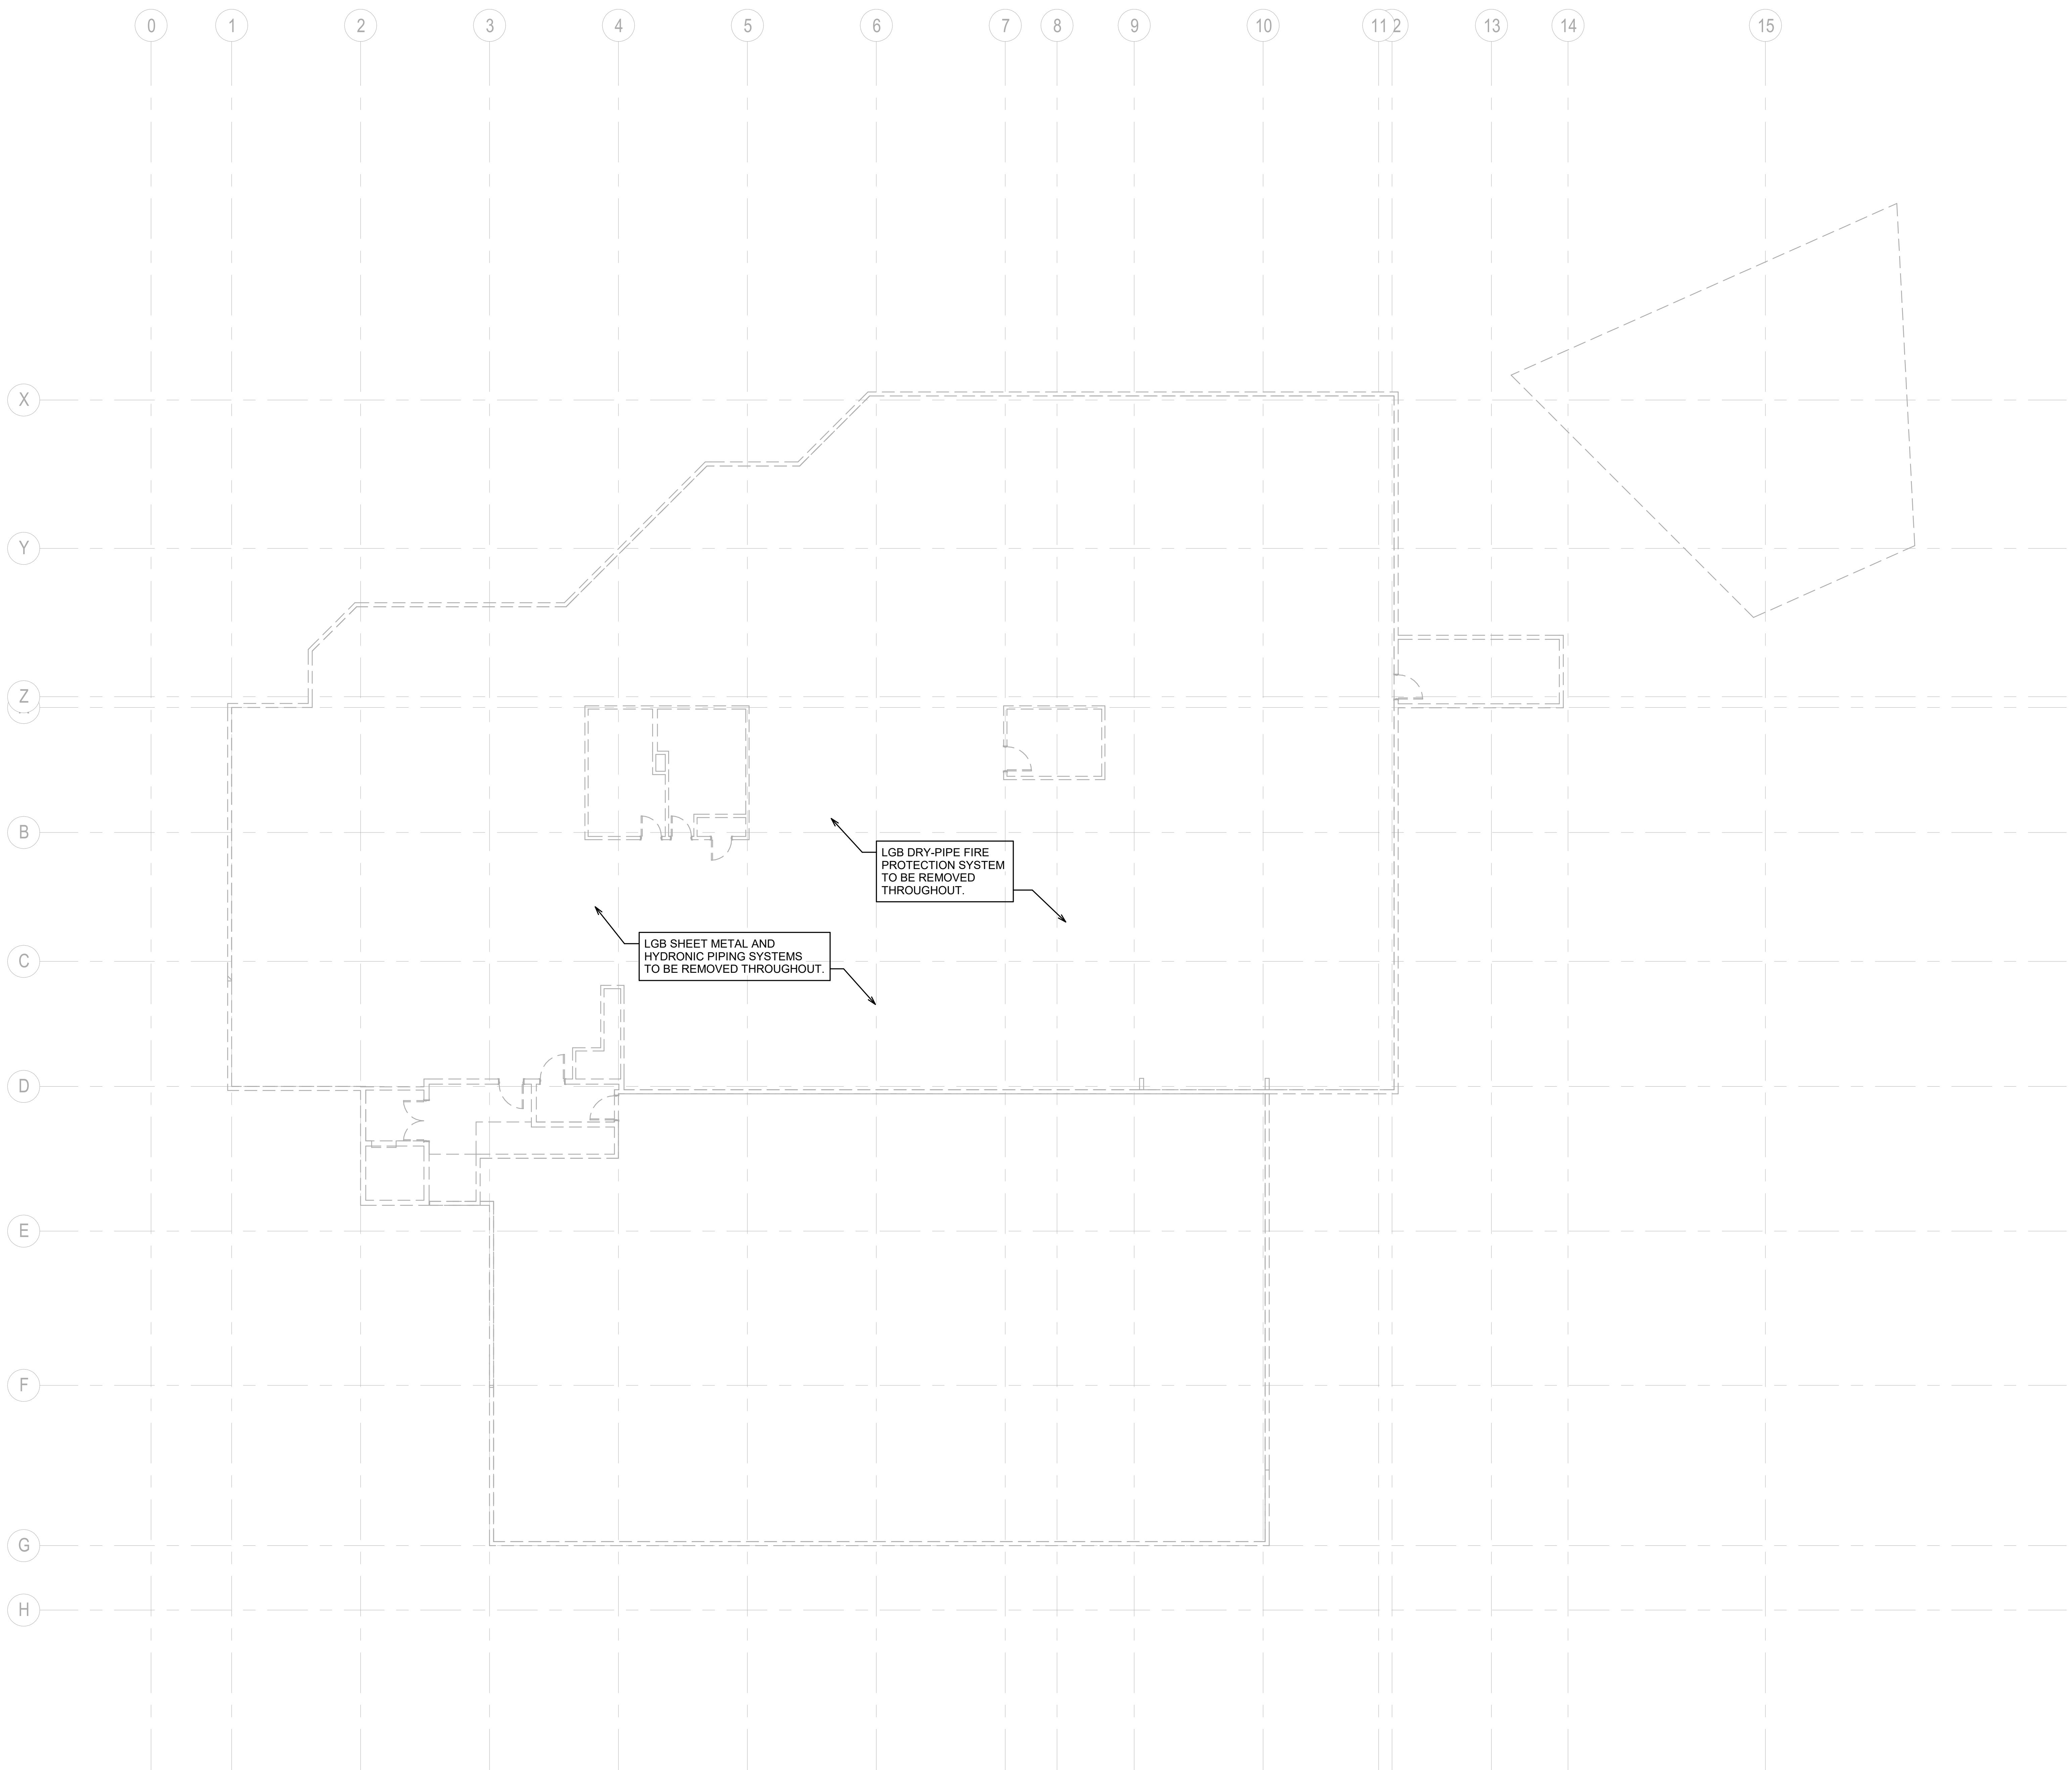 0 1 2 3 4 5 6 7 8 9 10 11 2 13 14 15
X
Y
Z
B
LGB DRY-PIPE FIRE
PROTECTION SYSTEM
TO BE REMOVED
THROUGHOUT.
LGB SHEET METAL AND
HYDRONIC PIPING SYSTEMS
TO BE REMOVED THROUGHOUT.
C
D
E
F
G
H